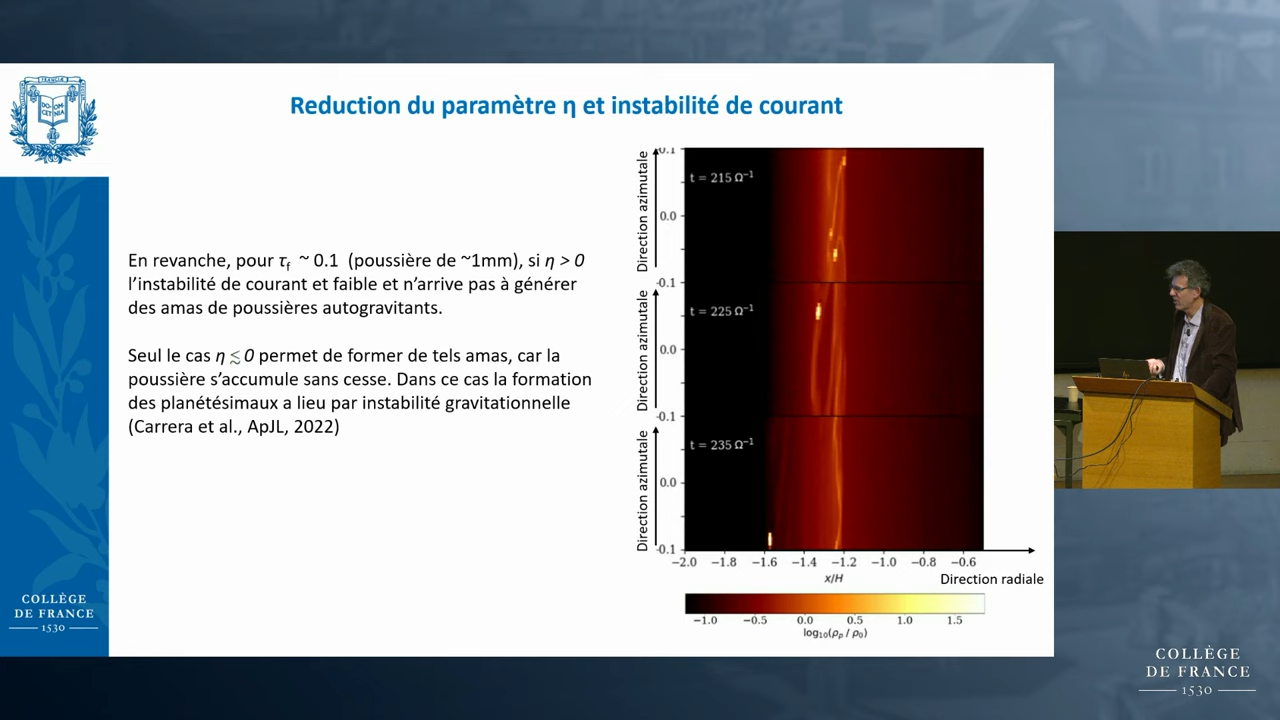 Reduction du paramètre η et instabilité de courant
En revanche, pour τf ~ 0.1 (poussière de ~1mm), si η > 0
l’instabilité de courant et faible et n’arrive pas à générer
des amas de poussières autogravitants.
Seul le cas η ≲ 0 permet de former de tels amas, car la
poussière s’accumule sans cesse. Dans ce cas la formation
des planétésimaux a lieu par instabilité gravitationnelle
(Carrera et al., ApJL, 2022)
COLLÈGE
DE FRANCE
1530
Direction azimutale
0.1
t = 215 Ω⁻¹
0.0
-0.1
Direction azimutale
t = 225 Ω⁻¹
0.0
-0.1
Direction azimutale
t = 235 Ω⁻¹
0.0
-0.1
−2.0 −1.8 −1.6 −1.4 −1.2 −1.0 −0.8 −0.6
x/H
Direction radiale
−1.0 −0.5 0.0 0.5 1.0 1.5
log10(ρp / ρ0)
COLLÈGE
DE FRANCE
1530